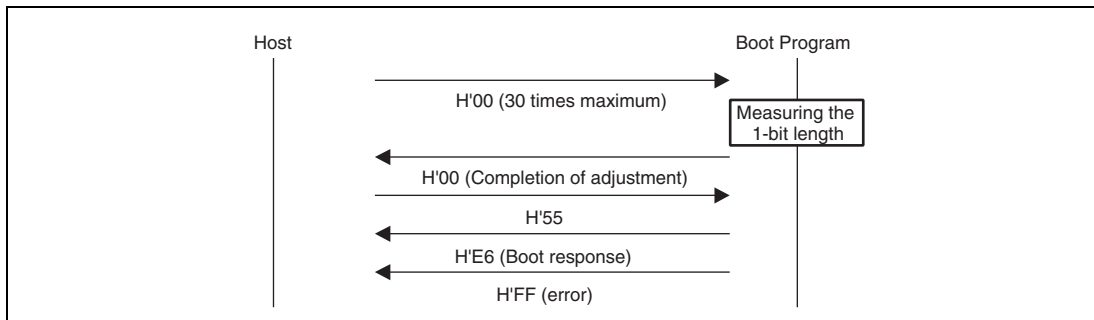 Host
Boot Program
H'00 (30 times maximum)
Measuring the
1-bit length
H'00 (Completion of adjustment)
H'55
H'E6 (Boot response)
H'FF (error)